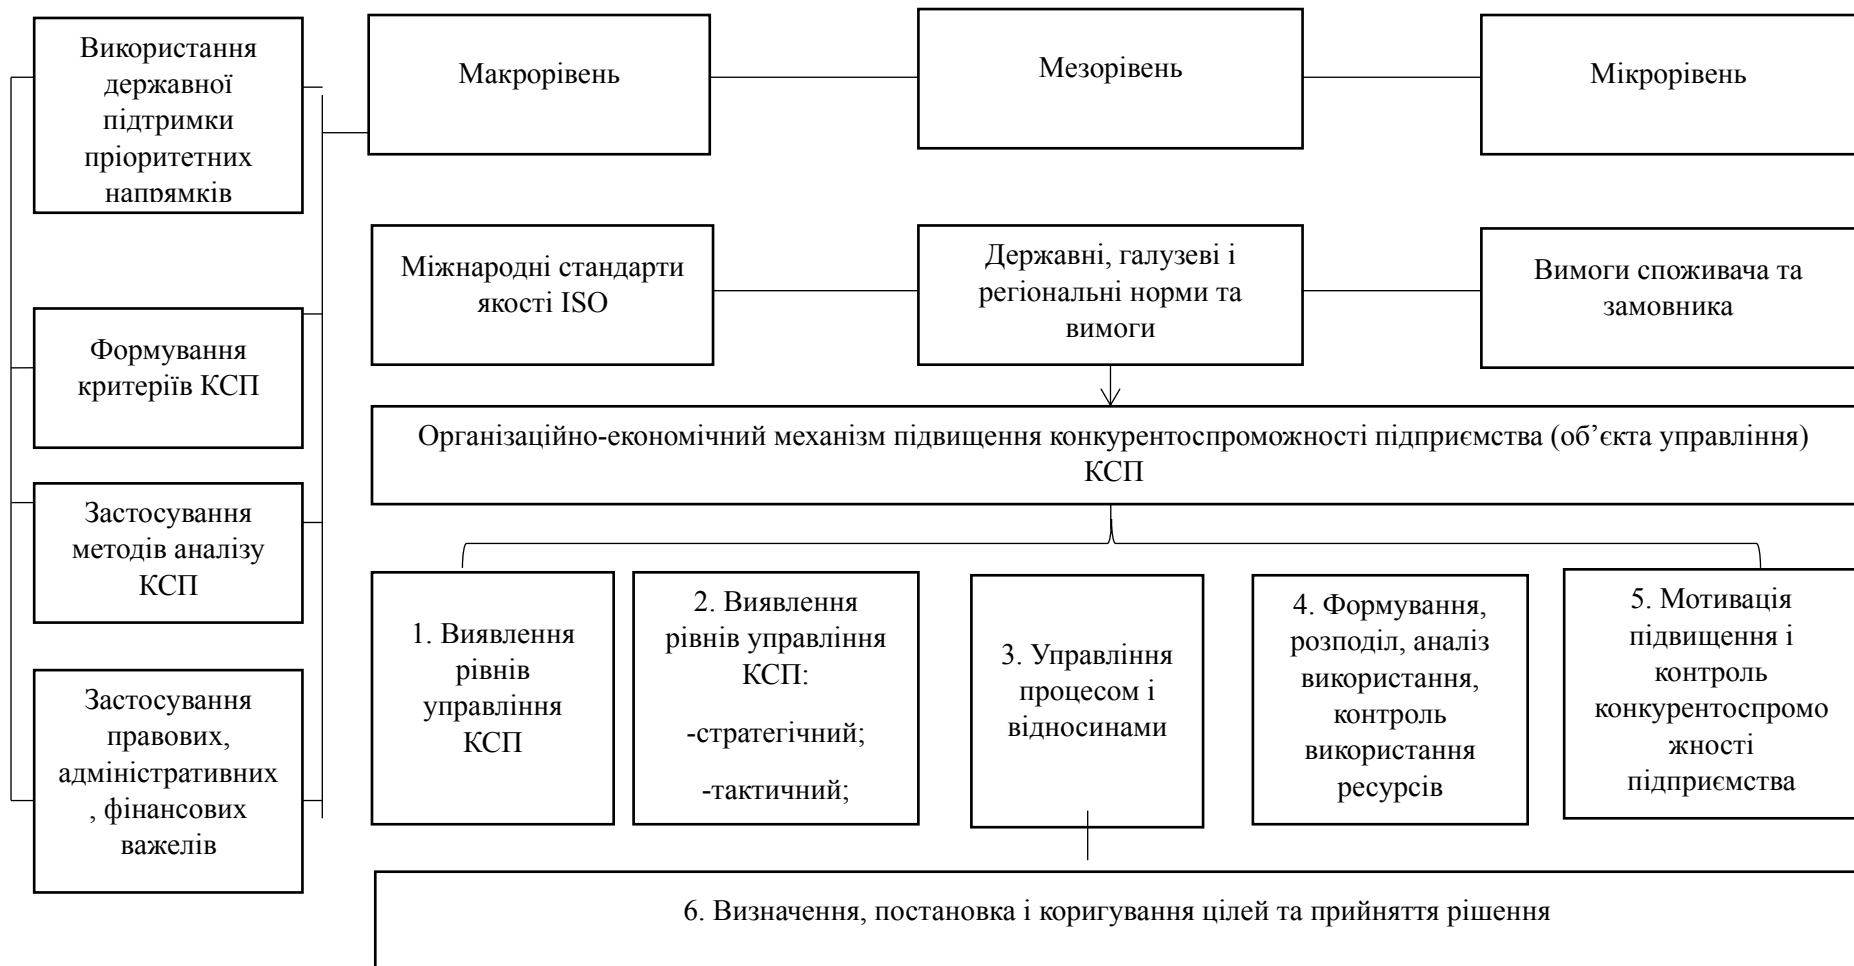 Використання
державної
підтримки
пріоритетних
напрямків
Макрорівень
Мезорівень
Мікрорівень
Міжнародні стандарти
якості ISO
Державні, галузеві і
регіональні норми та
вимоги
Вимоги споживача та
замовника
Формування
критеріїв КСП
Організаційно-економічний механізм підвищення конкурентоспроможності підприємства (об’єкта управління)
КСП
Застосування
методів аналізу
КСП
Застосування
правових,
адміністративних
, фінансових
важелів
1. Виявлення
рівнів
управління
КСП
2. Виявлення
рівнів управління
КСП:
-стратегічний;
-тактичний;
3. Управління
процесом і
відносинами
4. Формування,
розподіл, аналіз
використання,
контроль
використання
ресурсів
5. Мотивація
підвищення і
контроль
конкурентоспромо
жності
підприємства
6. Визначення, постановка і коригування цілей та прийняття рішення